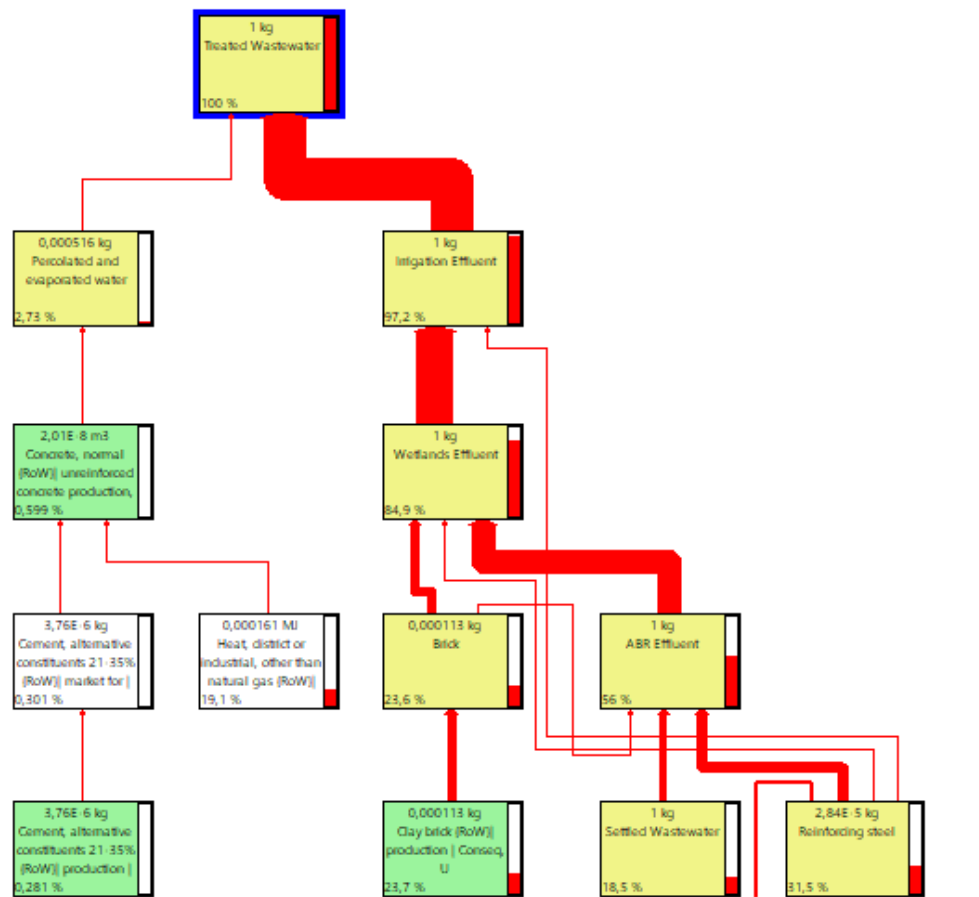 1 kg
Treated Wastewater
100 %
0,000516 kg
Percolated and
evaporated water
2,73 %
1 kg
Irrigation Effluent
97,2 %
2,01E-8 m3
Concrete, normal
{RoW}| unreinforced
concrete production,
0,599 %
1 kg
Wetlands Effluent
84,9 %
3,76E-6 kg
Cement, alternative
constituents 21-35%
{RoW}| market for |
0,301 %
0,000161 MJ
Heat, district or
industrial, other than
natural gas {RoW}|
19,1 %
0,000113 kg
Brick
23,6 %
1 kg
ABR Effluent
56 %
3,76E-6 kg
Cement, alternative
constituents 21-35%
{RoW}| production |
0,281 %
0,000113 kg
Clay brick {RoW}|
production | Conseq,
U
23,7 %
1 kg
Settled Wastewater
18,5 %
2,84E-5 kg
Reinforcing steel
31,5 %